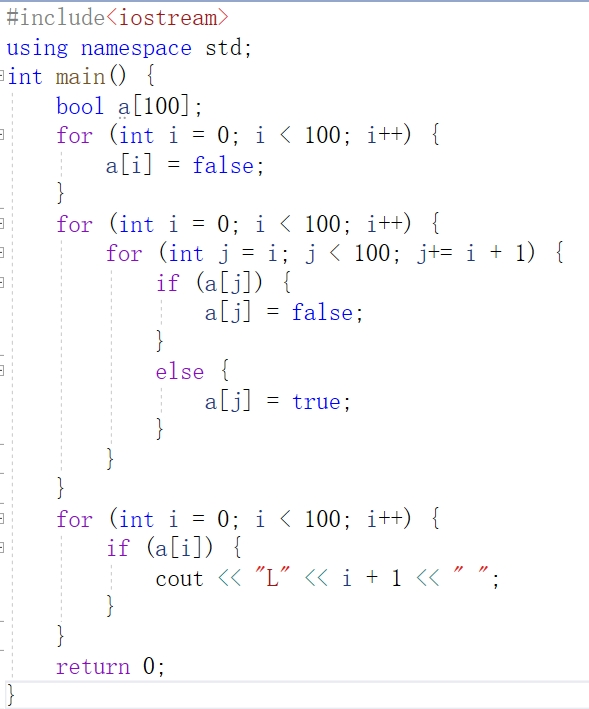 #include<iostream>
using namespace std;
int main() {
    bool a[100];
    for (int i = 0; i < 100; i++) {
        a[i] = false;
    }
    for (int i = 0; i < 100; i++) {
        for (int j = i; j < 100; j+= i + 1) {
            if (a[j]) {
                a[j] = false;
            }
            else {
                a[j] = true;
            }
        }
    }
    for (int i = 0; i < 100; i++) {
        if (a[i]) {
            cout << "L" << i + 1 << " ";
        }
    }
    return 0;
}